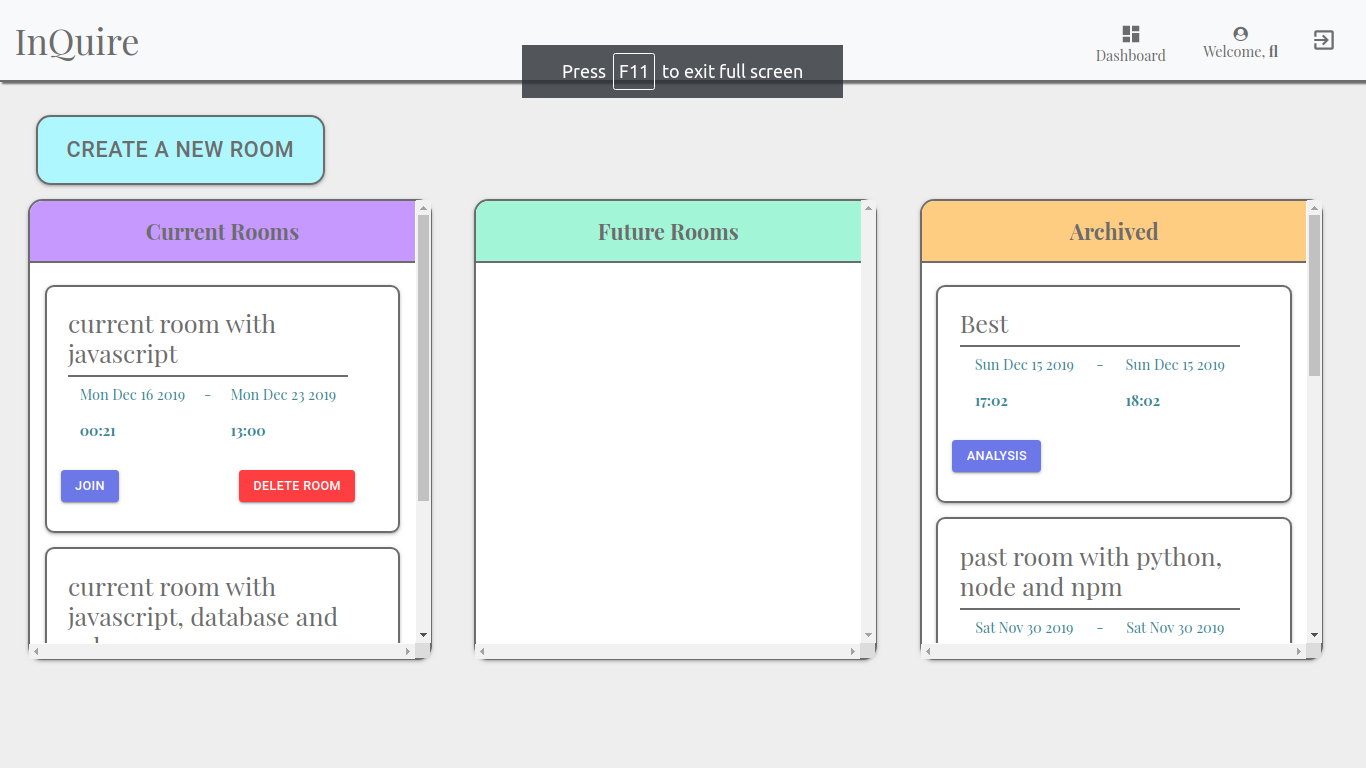 InQuire
Dashboard
Welcome, fl
Press F11 to exit full screen
CREATE A NEW ROOM
Current Rooms
current room with
javascript
Mon Dec 16 2019 - Mon Dec 23 2019
00:21 13:00
JOIN DELETE ROOM
current room with
javascript, database and
Future Rooms
Archived
Best
Sun Dec 15 2019 - Sun Dec 15 2019
17:02 18:02
ANALYSIS
past room with python,
node and npm
Sat Nov 30 2019 - Sat Nov 30 2019